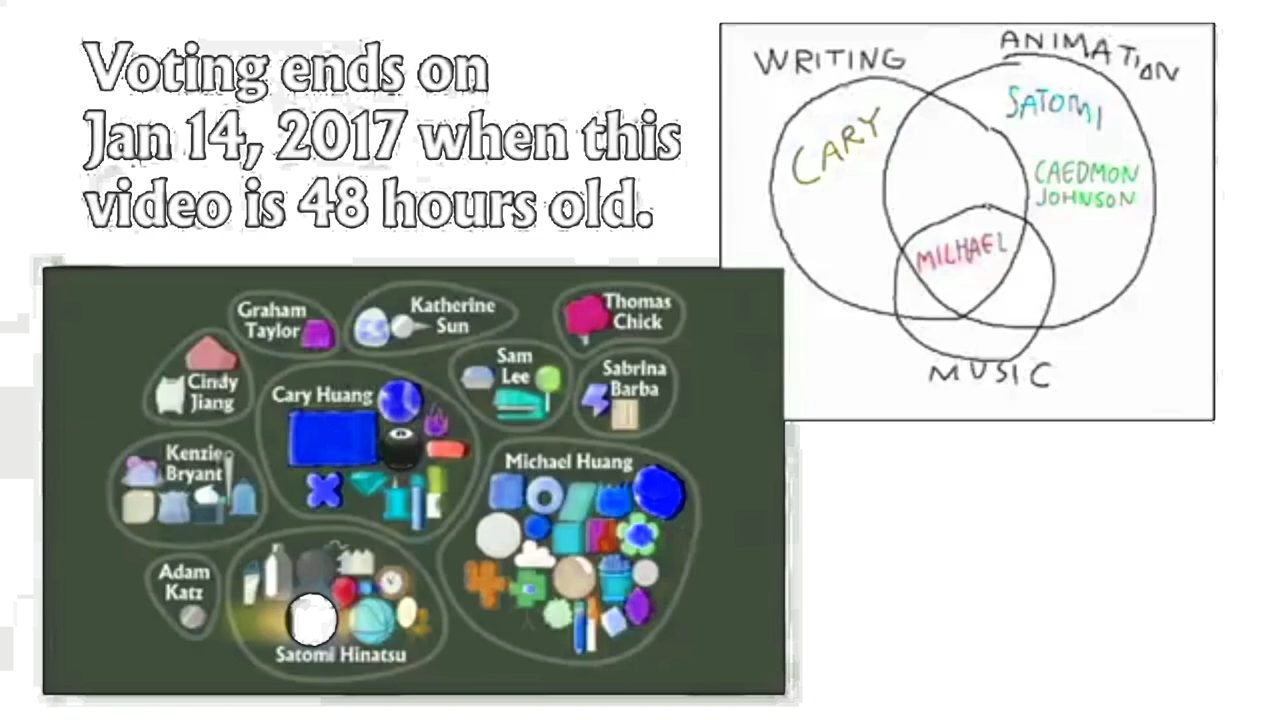 Voting ends on
Jan 14, 2017 when this
video is 48 hours old.
WRITING
ANIMATION
CARY
SATOMI
CAEDMON
JOHNSON
MICHAEL
MUSIC
Graham
Taylor
Katherine
Sun
Thomas
Chick
Cindy
Jiang
Cary Huang
Sam
Lee
Sabrina
Barba
Kenzie
Bryant
Michael Huang
Adam
Katz
Satomi Hinatsu